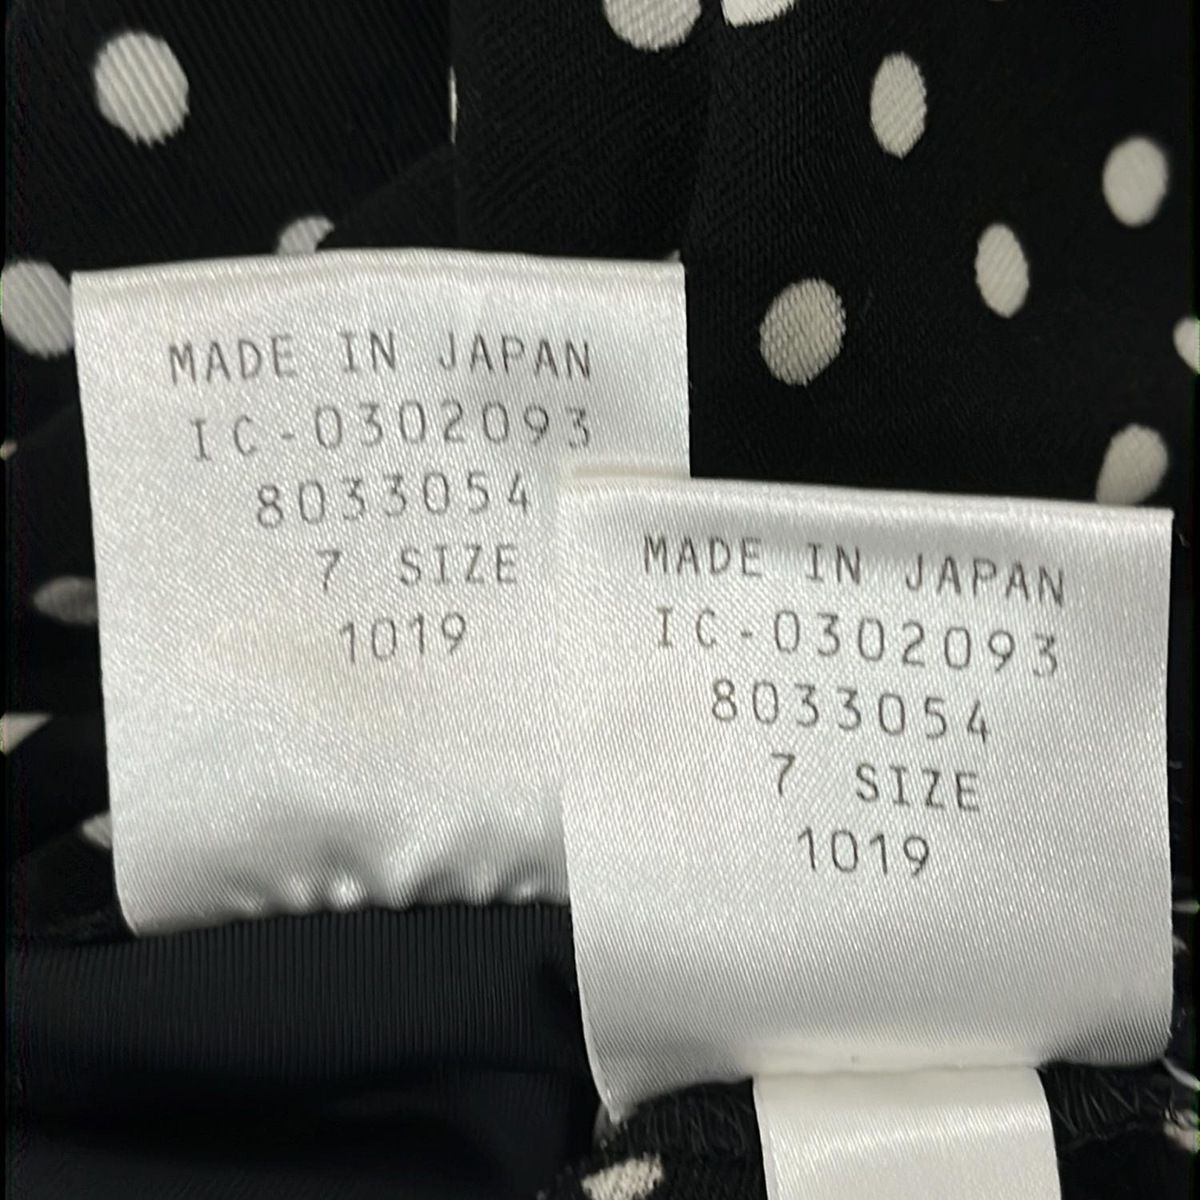 MADE IN JAPAN
IC-0302093
8033054
7 SIZE
1019
MADE IN JAPAN
IC-0302093
8033054
7 SIZE
1019